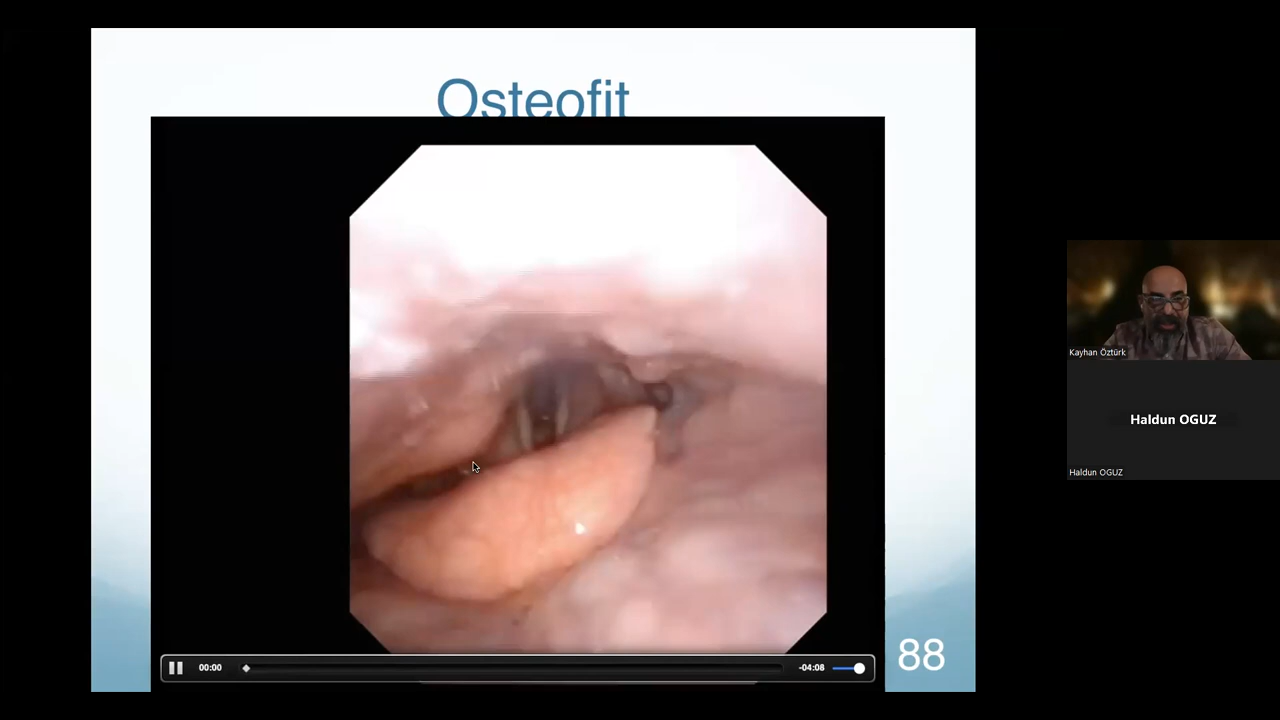 Osteofit
00:00
-04:08
88
Kayhan Öztürk
Haldun OGUZ
Haldun OGUZ